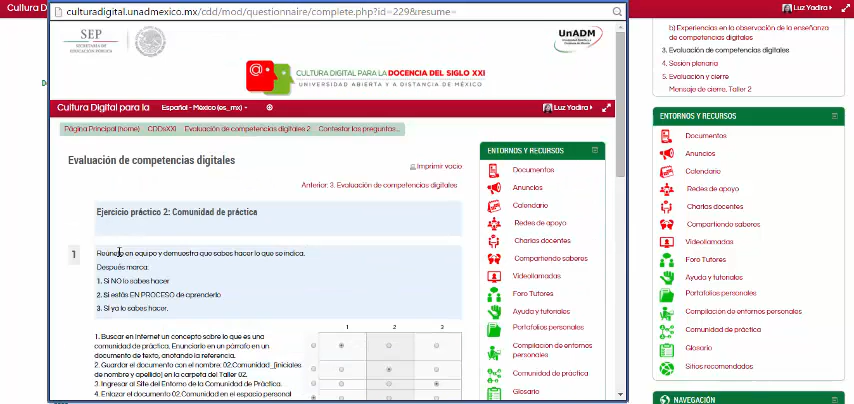 culturadigital.unadmexico.mx/cdd/mod/questionnaire/complete.php?id=229&resume=
SEP
SECRETARÍA DE
EDUCACIÓN PÚBLICA
UnADM
CULTURA DIGITAL PARA LA DOCENCIA DEL SIGLO XXI
UNIVERSIDAD ABIERTA Y A DISTANCIA DE MÉXICO
Cultura Digital para la
Español - México (es_mx)
Luz Yadira
Página Principal (home)
CDDsXXI
Evaluación de competencias digitales 2
Contestar las preguntas...
Evaluación de competencias digitales
Imprimir vacío
Anterior: 3. Evaluación de competencias digitales
Ejercicio práctico 2: Comunidad de práctica
1
Reúnete en equipo y demuestra que sabes hacer lo que se indica.
Después marca:
1. Si NO lo sabes hacer
2. Si estás EN PROCESO de aprenderlo
3. Si ya lo sabes hacer.
1 2 3
1. Buscar en Internet un concepto sobre lo que es una
comunidad de práctica. Enunciarlo en un párrafo en un
documento de texto, anotando la referencia.
2. Guardar el documento con el nombre: 02.Comunidad_(iniciales
de nombre y apellido) en la carpeta del Taller 02.
3. Ingresar al Sitio del Entorno de la Comunidad de Práctica.
4. Enlazar el documento 02.Comunidad en el espacio personal
ENTORNOS Y RECURSOS
Documentos
Anuncios
Calendario
Redes de apoyo
Charlas docentes
Compartiendo saberes
Videollamadas
Foro Tutores
Ayuda y tutoriales
Portafolios personales
Compilación de entornos
personales
Comunidad de práctica
Glosario
Cultura D
Luz Yadira
b) Experiencias en la observación de la enseñanza
de competencias digitales
3. Evaluación de competencias digitales
4. Sesión plenaria
5. Evaluación y cierre
Mensaje de cierre, Taller 2
ENTORNOS Y RECURSOS
Documentos
Anuncios
Calendario
Redes de apoyo
Charlas docentes
Compartiendo saberes
Videollamadas
Foro Tutores
Ayuda y tutoriales
Portafolios personales
Compilación de entornos personales
Comunidad de práctica
Glosario
Sitios recomendados
NAVEGACIÓN